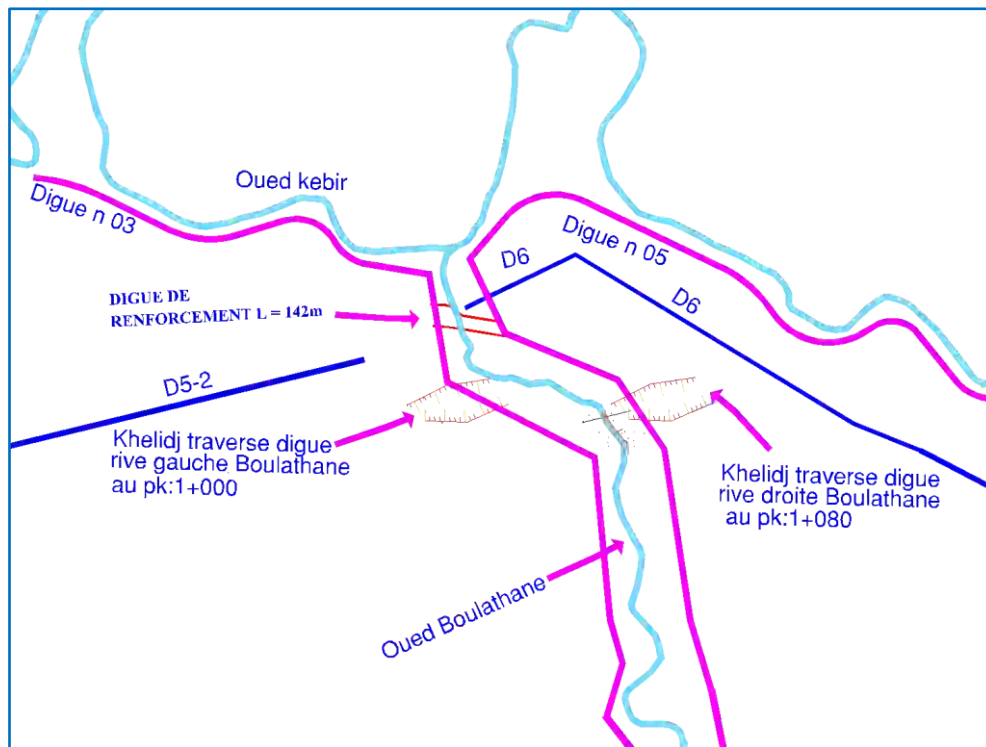 Oued kebir
Digue n 03
Digue n 05
D6
D6
DIGUE DE
RENFORCEMENT L = 142m
D5-2
Khelidj traverse digue
rive gauche Boulathane
au pk:1+000
Khelidj traverse digue
rive droite Boulathane
au pk:1+080
Oued Boulathane